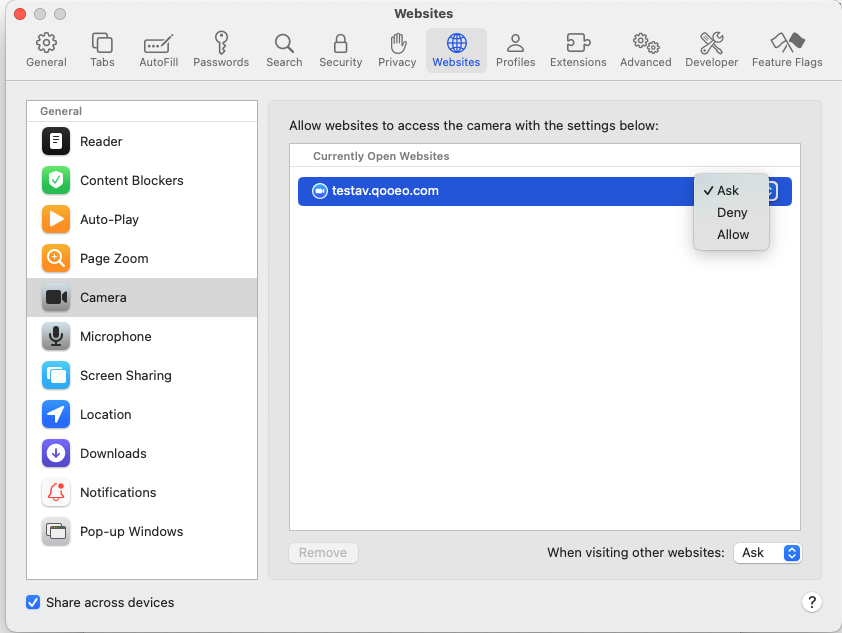 Websites
General Tabs AutoFill Passwords Search Security Privacy Websites Profiles Extensions Advanced Developer Feature Flags
General
Reader
Content Blockers
Auto-Play
Page Zoom
Camera
Microphone
Screen Sharing
Location
Downloads
Notifications
Pop-up Windows
Allow websites to access the camera with the settings below:
Currently Open Websites
testav.qooeo.com
✓ Ask
Deny
Allow
Remove
When visiting other websites: Ask
Share across devices
?